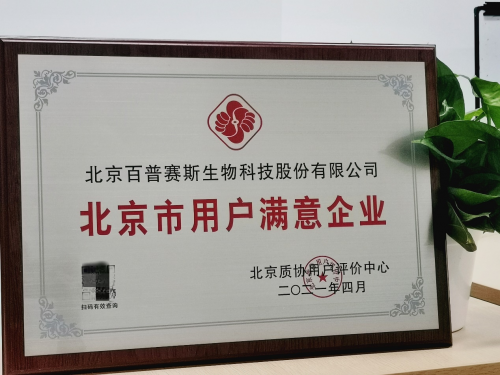 北京百普赛斯生物科技股份有限公司
北京市用户满意企业
北京质协用户评价中心
二〇二一年四月
扫码有效查询